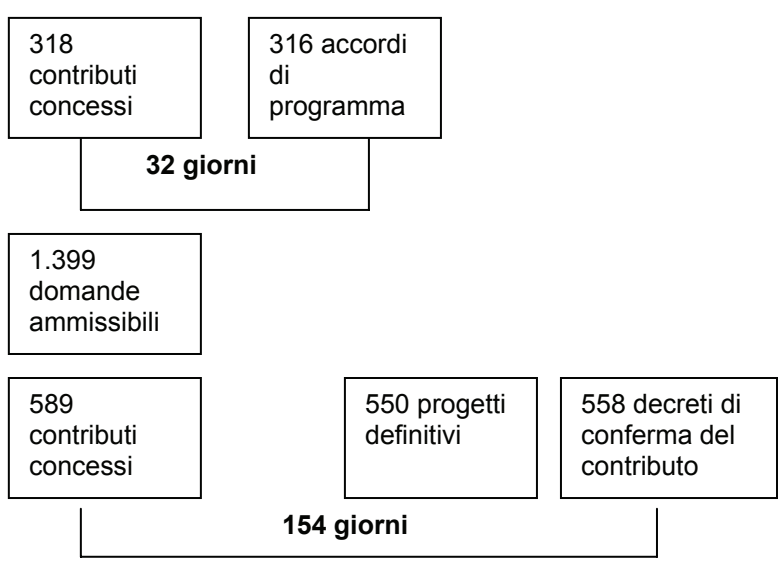 318
contributi
concessi
316 accordi
di
programma
32 giorni
1.399
domande
ammissibili
589
contributi
concessi
550 progetti
definitivi
558 decreti di
conferma del
contributo
154 giorni